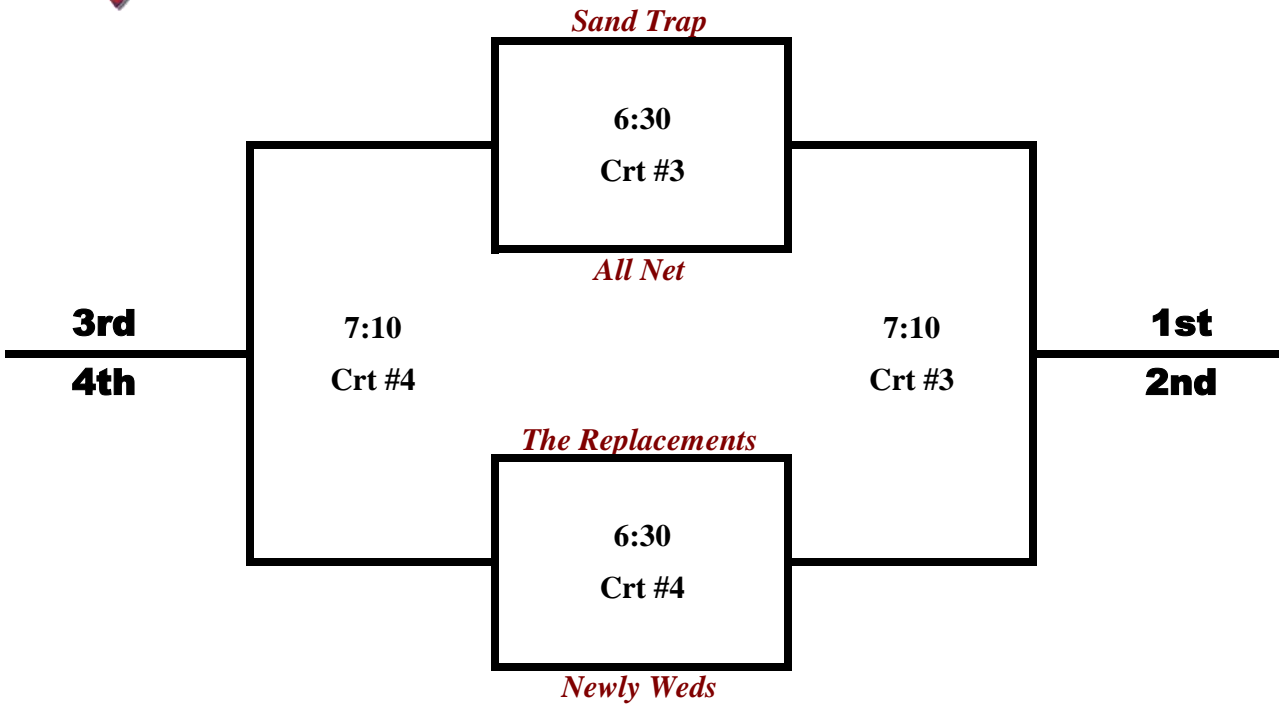 Sand Trap
6:30
Crt #3
All Net
3rd
4th
7:10
Crt #4
7:10
Crt #3
1st
2nd
The Replacements
6:30
Crt #4
Newly Weds